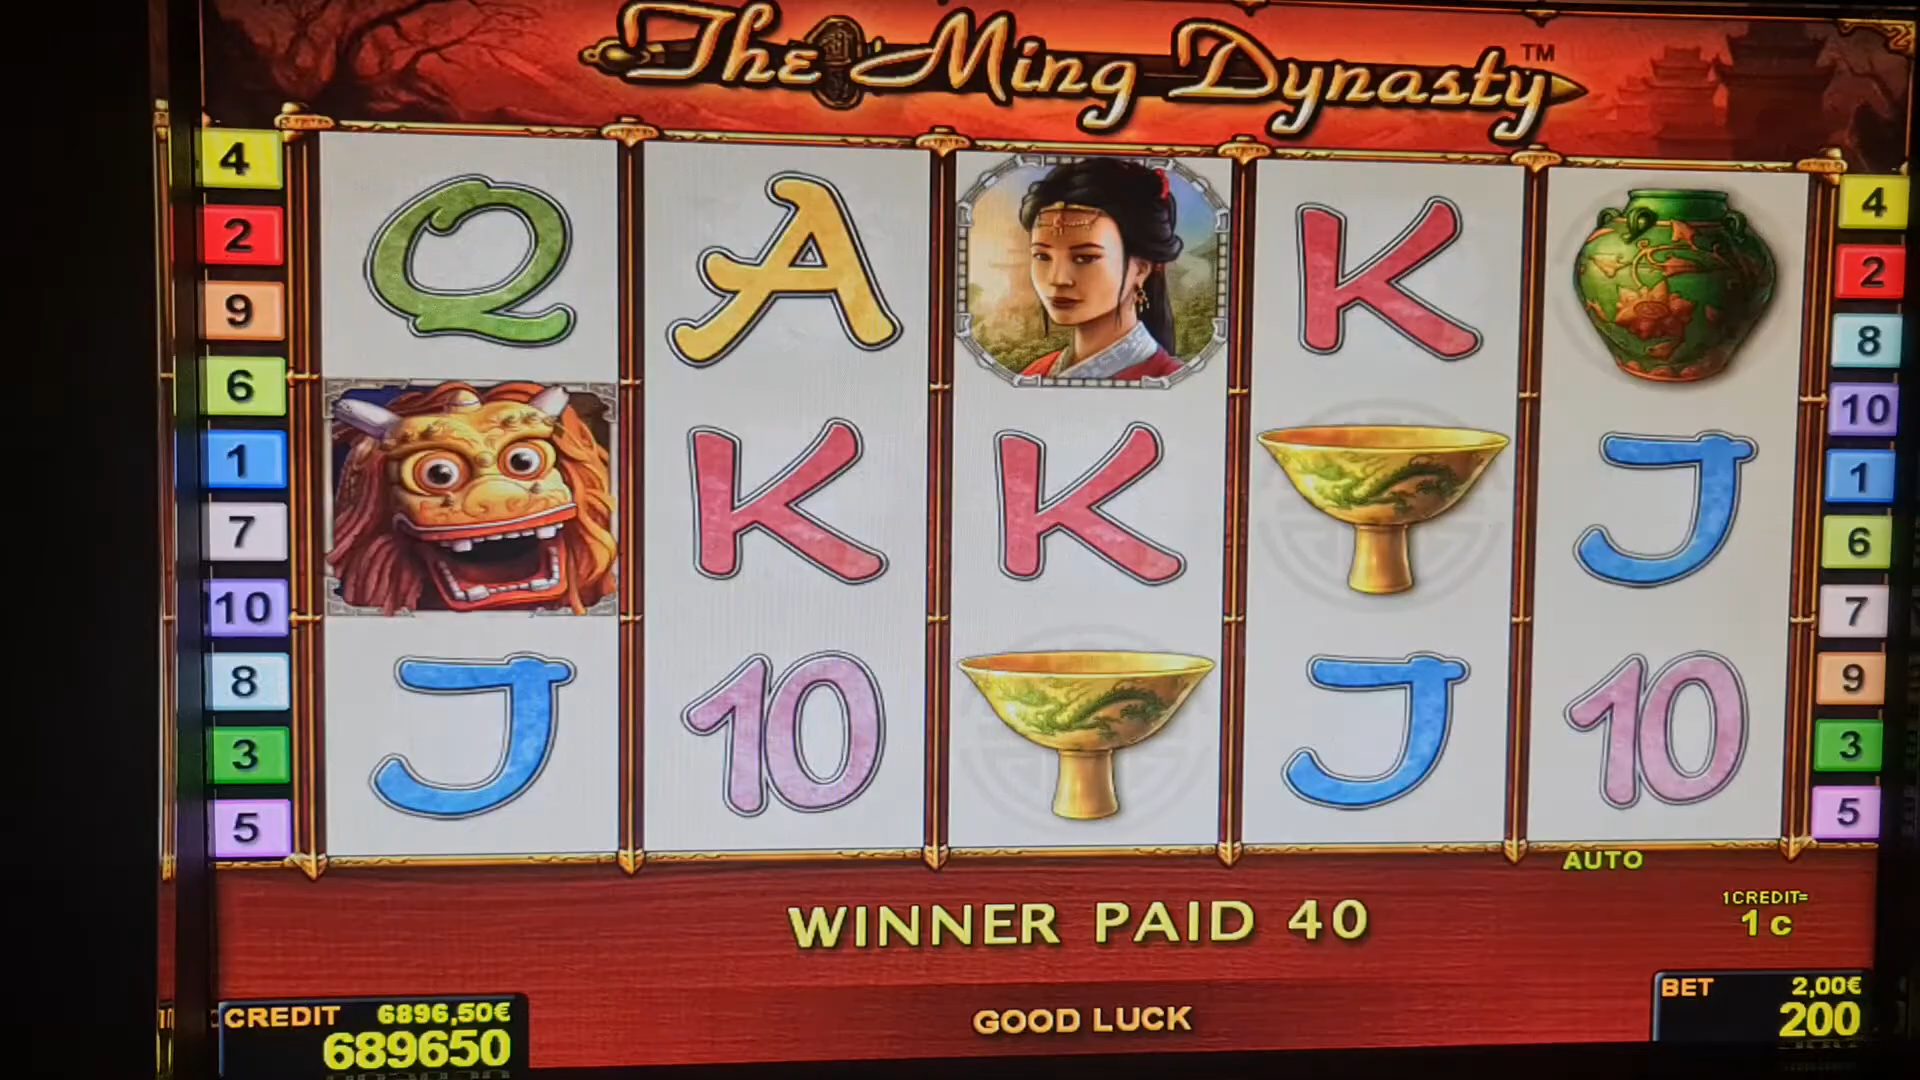 The Ming Dynasty™
4
2
9
6
1
7
10
8
3
5
Q A K
K K J
J 10 J 10
4
2
8
10
1
6
7
9
3
5
AUTO
WINNER PAID 40
1CREDIT=
1 c
CREDIT 6896,50€
689650
GOOD LUCK
BET 2,00€
200